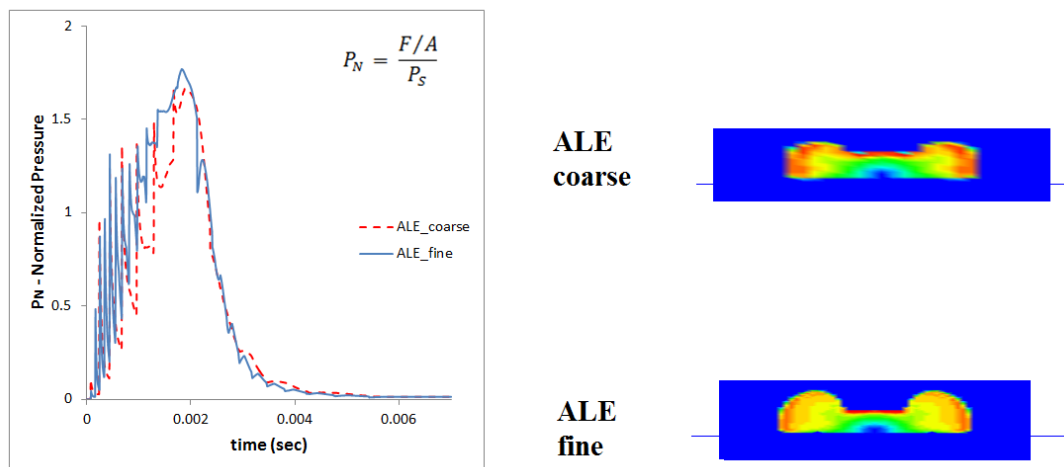 2
1.5
1
0.5
0
0
0.002
0.004
0.006
PN - Normalized Pressure
time (sec)
P_N = F/A / P_S
ALE_coarse
ALE_fine
ALE
coarse
ALE
fine